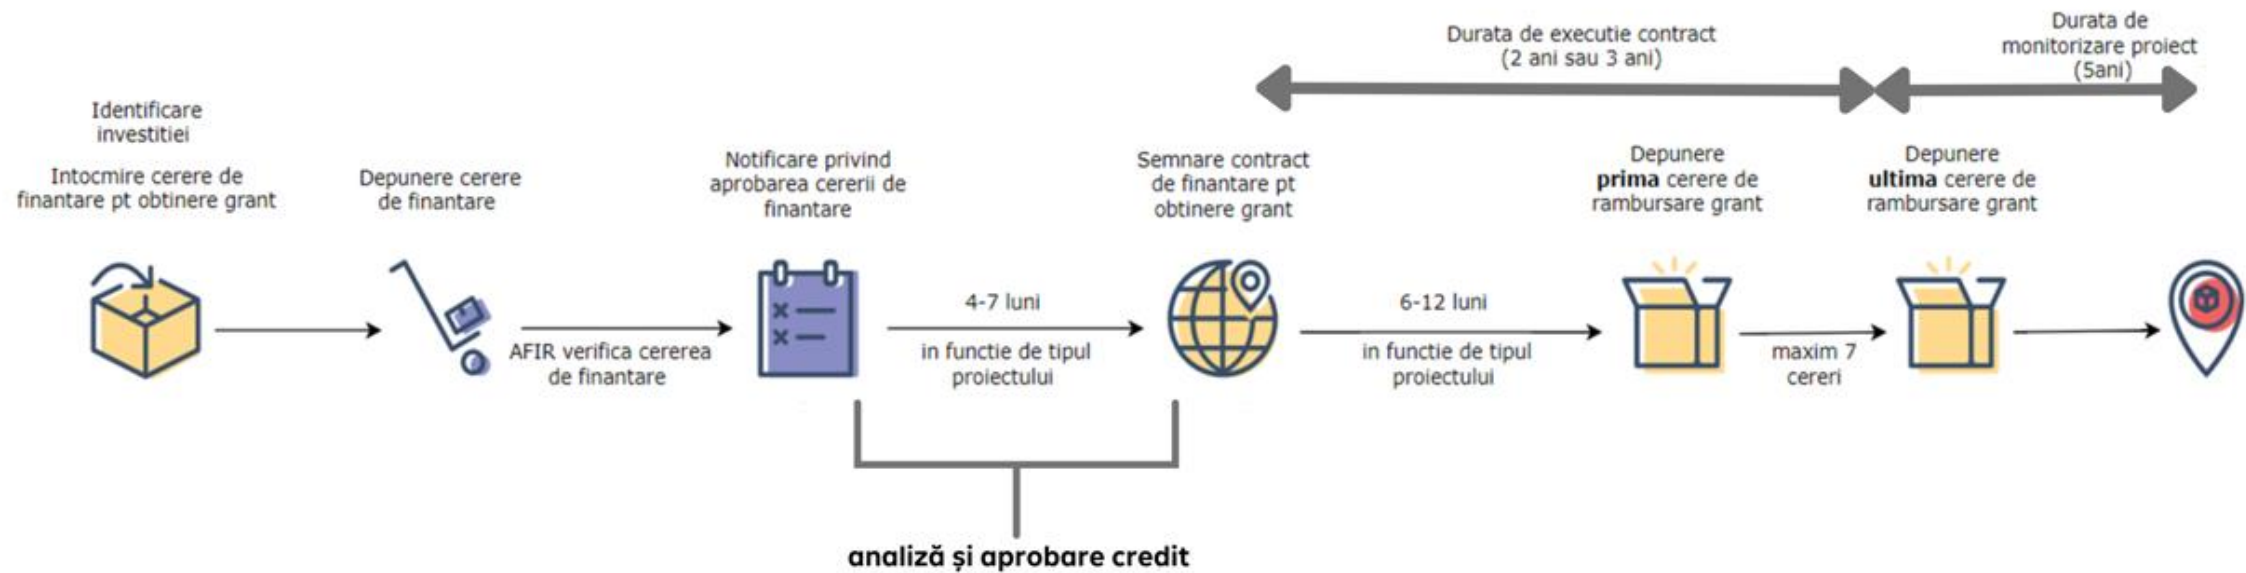 Identificare
investitiei
Intocmire cerere de
finantare pt obtinere grant
Depunere cerere
de finantare
AFIR verifica cererea
de finantare
Notificare privind
aprobarea cererii de
finantare
4-7 luni
in functie de tipul
proiectului
Semnare contract
de finantare pt
obtinere grant
6-12 luni
in functie de tipul
proiectului
Durata de executie contract
(2 ani sau 3 ani)
Depunere
prima cerere de
rambursare grant
maxim 7
cereri
Depunere
ultima cerere de
rambursare grant
Durata de
monitorizare proiect
(5ani)
analiză și aprobare credit